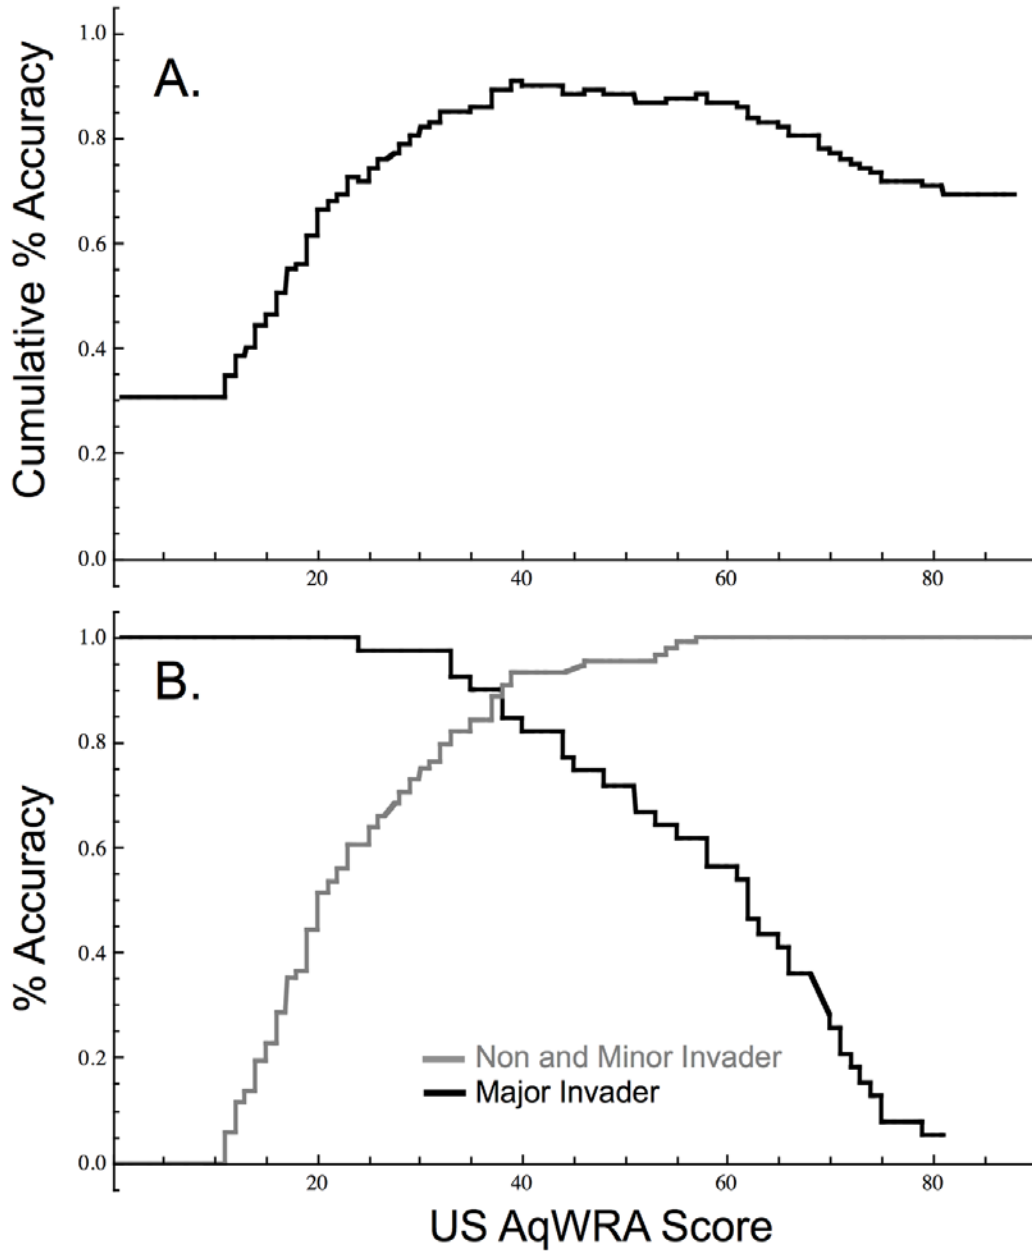 Cumulative % Accuracy
A.
1.0
0.8
0.6
0.4
0.2
0.0
20 40 60 80
% Accuracy
B.
1.0
0.8
0.6
0.4
0.2
0.0
Non and Minor Invader
Major Invader
20 40 60 80
US AqWRA Score